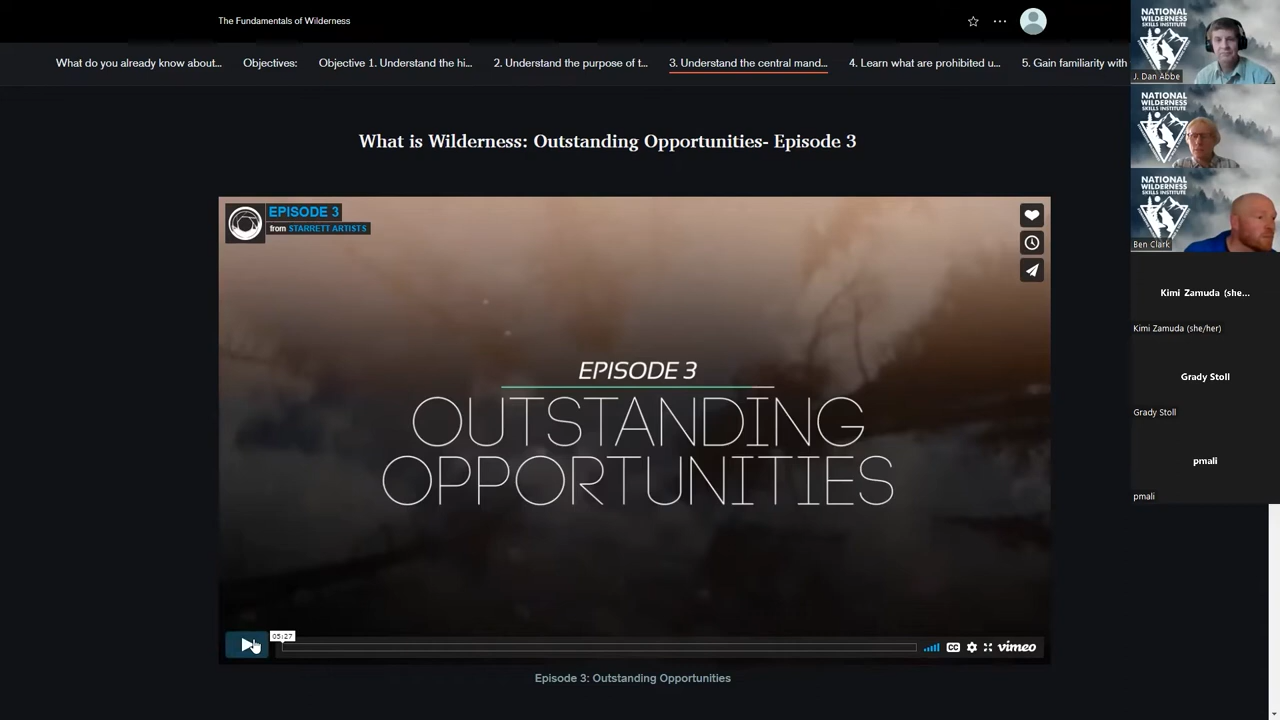 The Fundamentals of Wilderness
What do you already know about...
Objectives:
Objective 1. Understand the hi...
2. Understand the purpose of t...
3. Understand the central mand...
4. Learn what are prohibited u...
5. Gain familiarity with
What is Wilderness: Outstanding Opportunities- Episode 3
EPISODE 3
from STARRETT ARTISTS
EPISODE 3
OUTSTANDING
OPPORTUNITIES
05:27
CC
vimeo
Episode 3: Outstanding Opportunities
NATIONAL
WILDERNESS
SKILLS INSTITUTE
J. Dan Abbe
NATIONAL
WILDERNESS
SKILLS INSTITUTE
NATIONAL
WILDERNESS
SKILLS INSTITUTE
Ben Clark
Kimi Zamuda (she...
Kimi Zamuda (she/her)
Grady Stoll
Grady Stoll
pmali
pmali